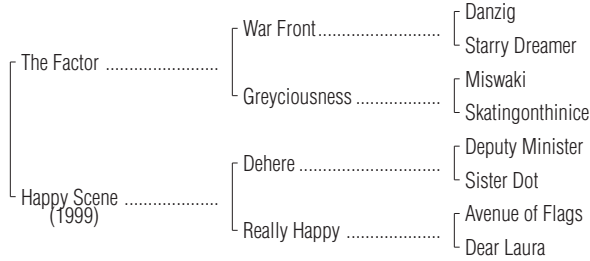 Danzig
War Front........................
Starry Dreamer
The Factor ......................
Miswaki
Greyciousness .................
Skatingonthinice
Deputy Minister
Dehere ............................
Sister Dot
Happy Scene ..................
(1999)
Avenue of Flags
Really Happy ...................
Dear Laura